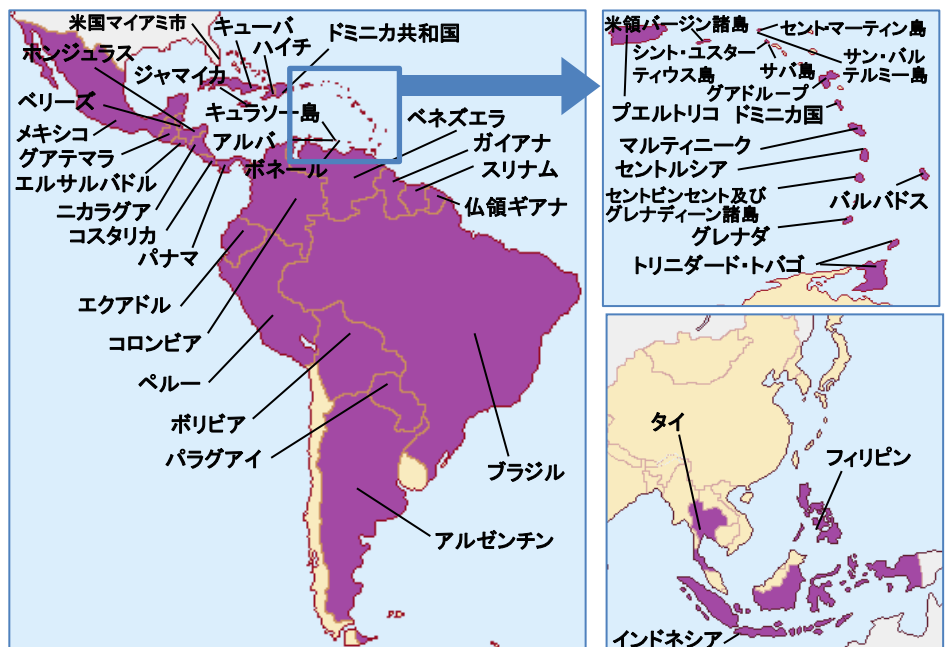 米国マイアミ市
キューバ
ハイチ
ドミニカ共和国
ホンジュラス
ジャマイカ
ベリーズ
キュラソー島
メキシコ
アルバ
ベネズエラ
グアテマラ
ボネール
ガイアナ
エルサルバドル
スリナム
ニカラグア
仏領ギアナ
コスタリカ
パナマ
エクアドル
コロンビア
ペルー
ボリビア
パラグアイ
ブラジル
アルゼンチン
米領バージン諸島
セントマーティン島
シント・ユスター
ティウス島
サン・バル
テルミー島
サバ島
グアドループ
プエルトリコ
ドミニカ国
マルティニーク
セントルシア
セントビンセント及び
グレナディーン諸島
バルバドス
グレナダ
トリニダード・トバゴ
タイ
フィリピン
インドネシア